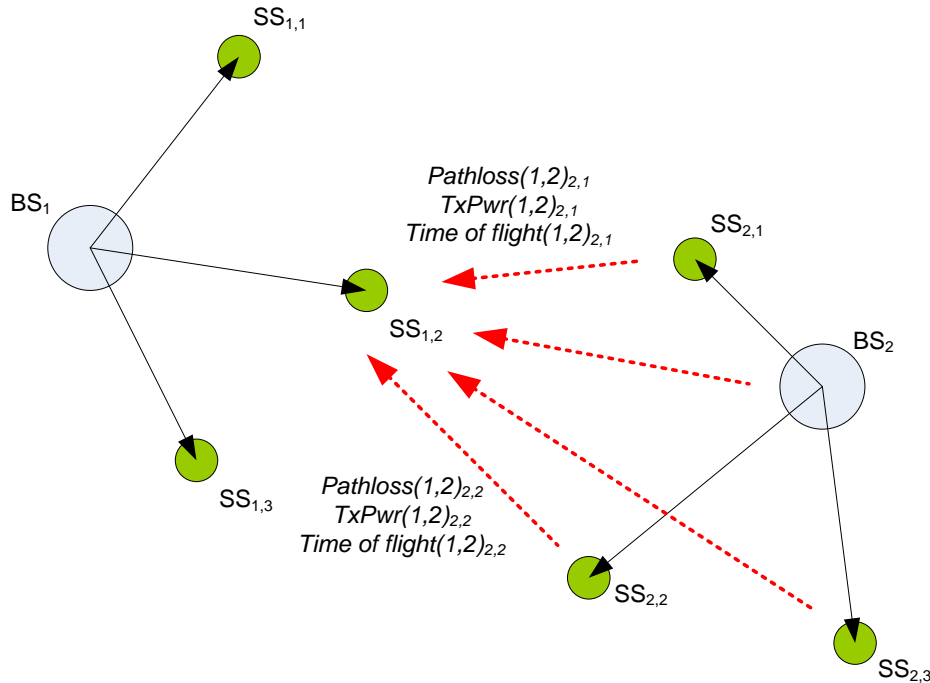 SS1,1
BS1
Pathloss(1,2)2,1
TxPwr(1,2)2,1
Time of flight(1,2)2,1
SS2,1
SS1,2
BS2
SS1,3
Pathloss(1,2)2,2
TxPwr(1,2)2,2
Time of flight(1,2)2,2
SS2,2
SS2,3